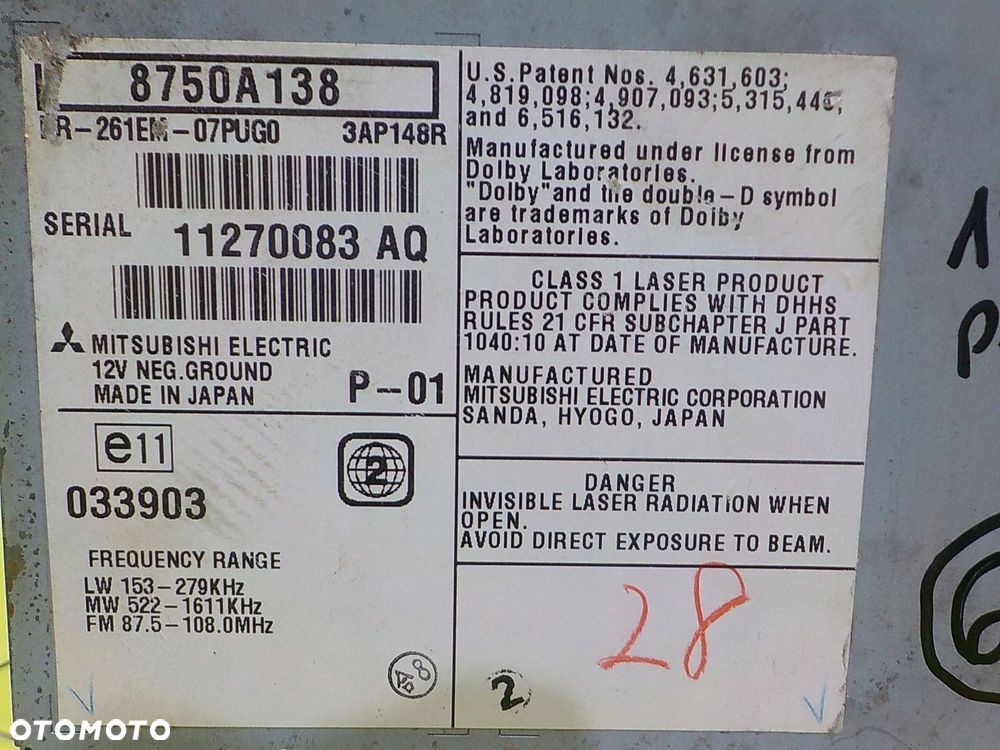 8750A138
-07PUG0 3AP148R
SERIAL 11270083 AQ
MITSUBISHI ELECTRIC
12V NEG.GROUND
MADE IN JAPAN P-01
e11
033903
2
FREQUENCY RANGE
LW 153-279KHz
MW 522-1611KHz
FM 87.5-108.0MHz
U.S. Patent Nos. 4,631,603;
4,819,098;4,907,093;
and 6,516,132.
Manufactured under license from
Dolby Laboratories.
"Dolby"and the double-D symbol
are trademarks of Dolby
Laboratories.
CLASS 1 LASER PRODUCT
PRODUCT COMPLIES WITH DHHS
RULES 21 CFR SUBCHAPTER J PART
1040:10 AT DATE OF MANUFACTURE.
MANUFACTURED
MITSUBISHI ELECTRIC CORPORATION
SANDA, HYOGO, JAPAN
DANGER
INVISIBLE LASER RADIATION WHEN
OPEN.
AVOID DIRECT EXPOSURE TO BEAM.
28
2
OTOMOTO